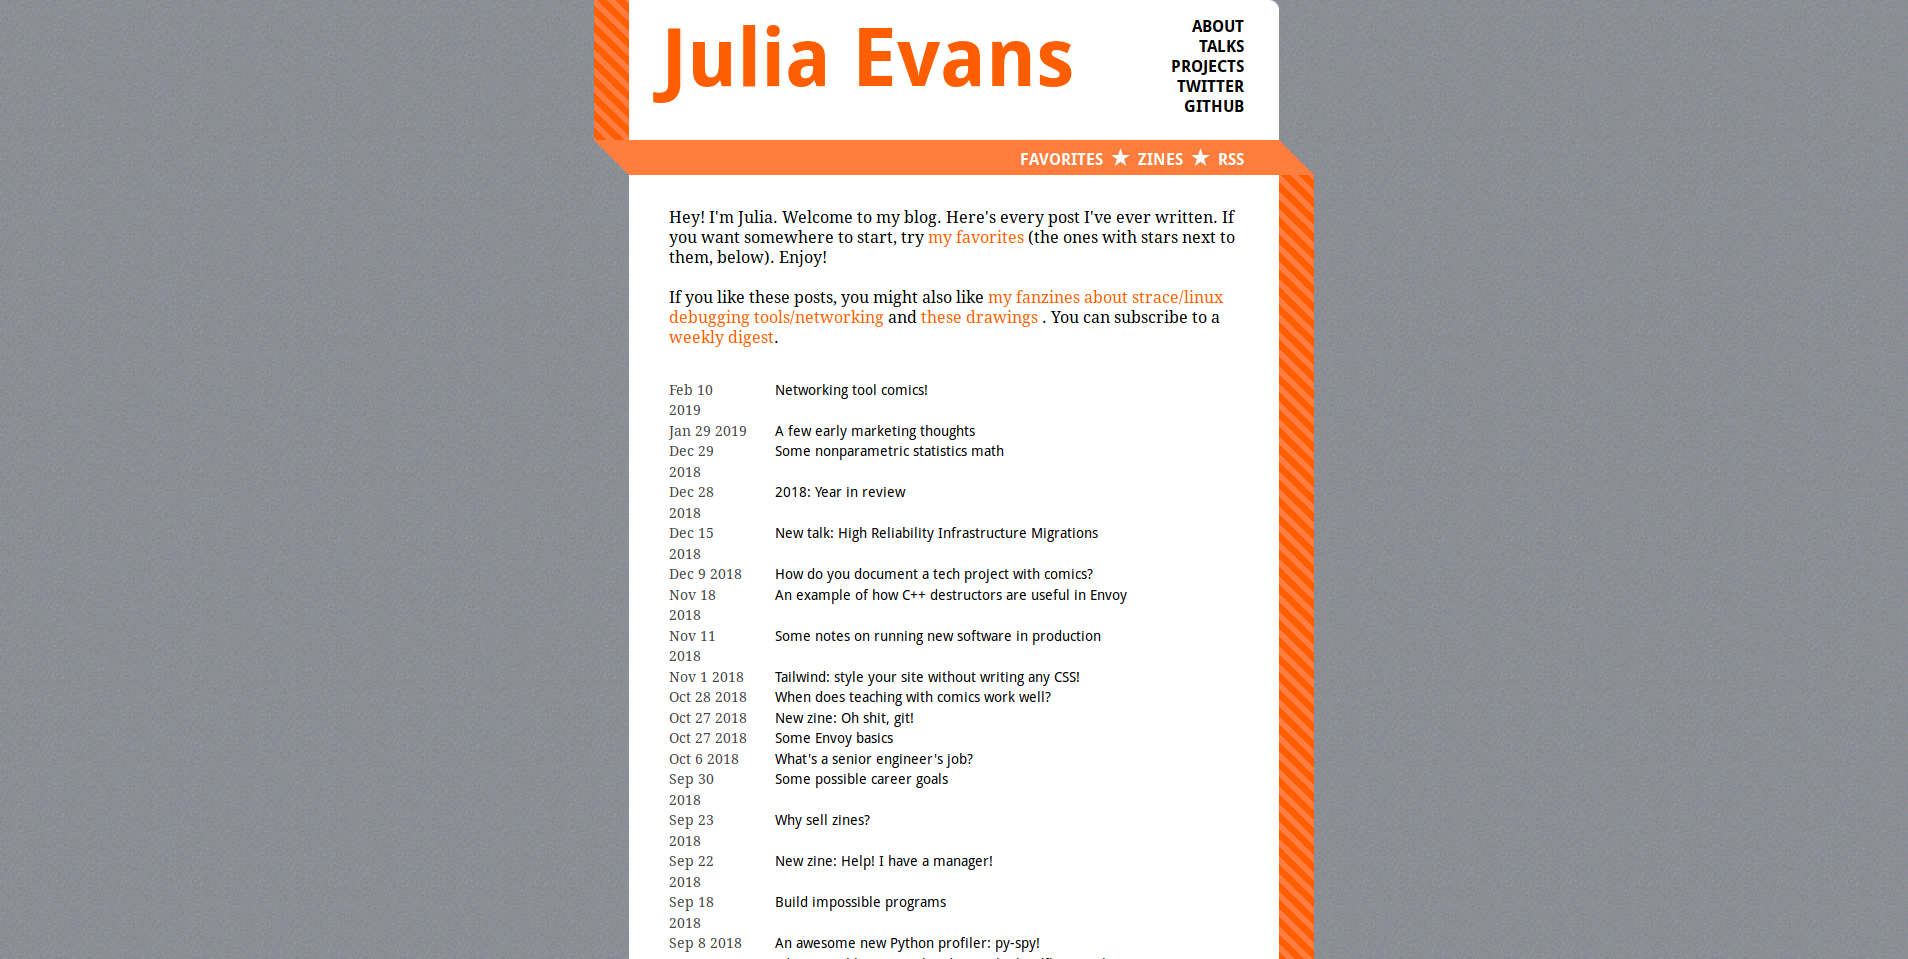 Julia Evans
ABOUT
TALKS
PROJECTS
TWITTER
GITHUB
FAVORITES ★ ZINES ★ RSS
Hey! I'm Julia. Welcome to my blog. Here's every post I've ever written. If
you want somewhere to start, try my favorites (the ones with stars next to
them, below). Enjoy!
If you like these posts, you might also like my fanzines about strace/linux
debugging tools/networking and these drawings . You can subscribe to a
weekly digest.
Feb 10 Networking tool comics!
2019
Jan 29 2019 A few early marketing thoughts
Dec 29 Some nonparametric statistics math
2018
Dec 28 2018: Year in review
2018
Dec 15 New talk: High Reliability Infrastructure Migrations
2018
Dec 9 2018 How do you document a tech project with comics?
Nov 18 An example of how C++ destructors are useful in Envoy
2018
Nov 11 Some notes on running new software in production
2018
Nov 1 2018 Tailwind: style your site without writing any CSS!
Oct 28 2018 When does teaching with comics work well?
Oct 27 2018 New zine: Oh shit, git!
Oct 27 2018 Some Envoy basics
Oct 6 2018 What's a senior engineer's job?
Sep 30 Some possible career goals
2018
Sep 23 Why sell zines?
2018
Sep 22 New zine: Help! I have a manager!
2018
Sep 18 Build impossible programs
2018
Sep 8 2018 An awesome new Python profiler: py-spy!